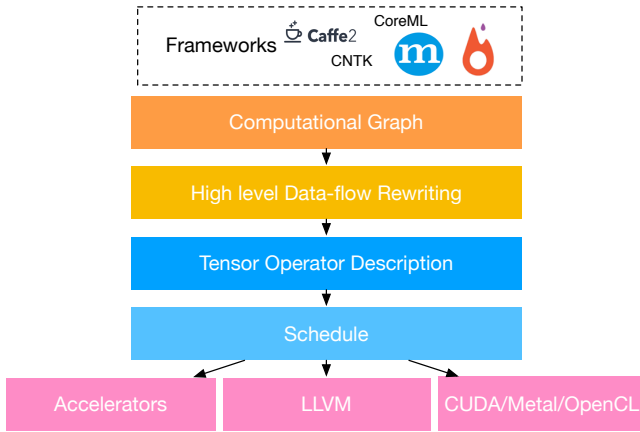 CoreML
Frameworks
Caffe2
CNTK
m
Computational Graph
High level Data-flow Rewriting
Tensor Operator Description
Schedule
Accelerators
LLVM
CUDA/Metal/OpenCL